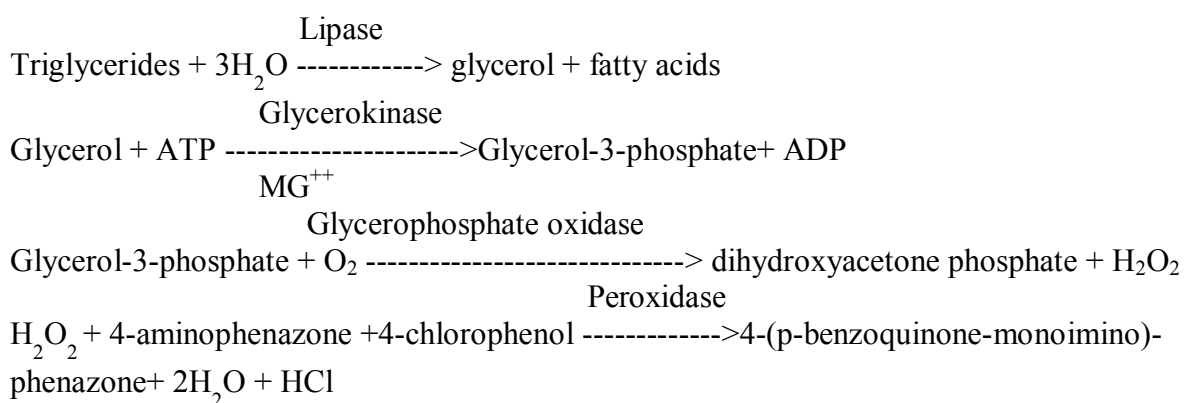 Lipase
Triglycerides + 3H₂O ------------> glycerol + fatty acids
Glycerokinase
Glycerol + ATP ---------------------->Glycerol-3-phosphate+ ADP
MG⁺⁺
Glycerophosphate oxidase
Glycerol-3-phosphate + O₂ ------------------------------> dihydroxyacetone phosphate + H₂O₂
Peroxidase
H₂O₂ + 4-aminophenazone +4-chlorophenol ------------->4-(p-benzoquinone-monoimino)-
phenazone+ 2H₂O + HCl